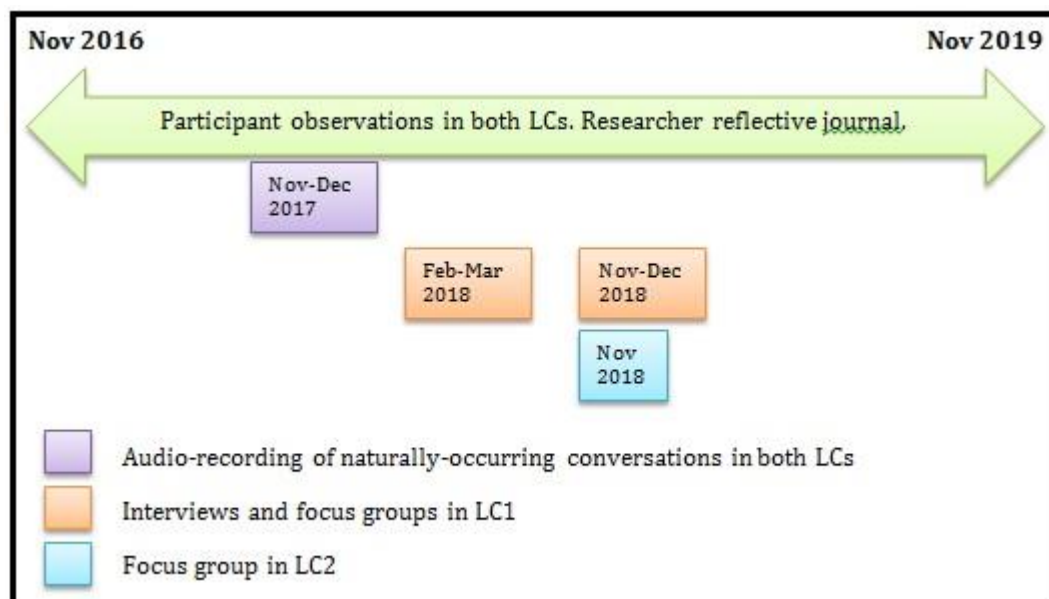 Nov 2016
Nov 2019
Participant observations in both LCs. Researcher reflective journal.
Nov-Dec
2017
Feb-Mar
2018
Nov-Dec
2018
Nov
2018
Audio-recording of naturally-occurring conversations in both LCs
Interviews and focus groups in LC1
Focus group in LC2